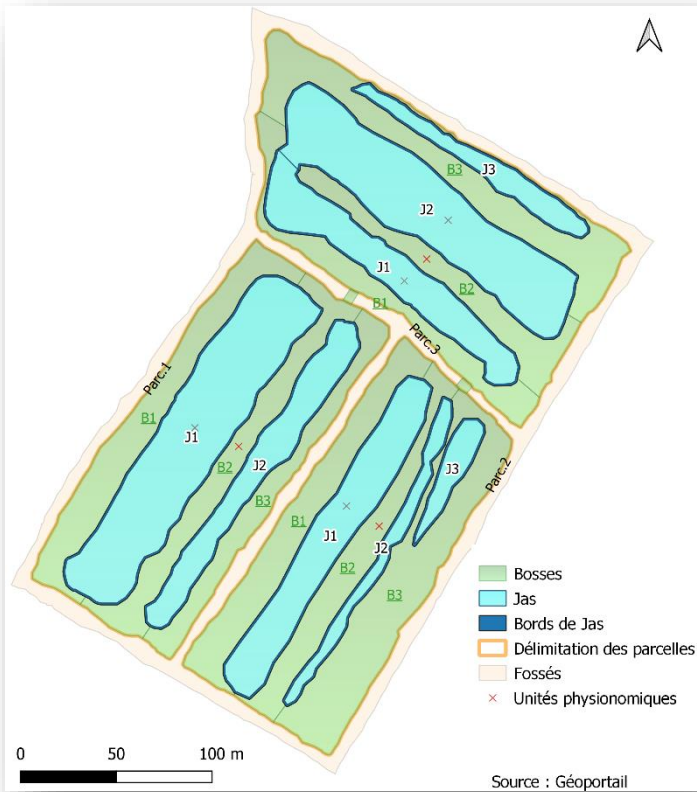 B3
J3
J2
J1
B2
B1
Parc.3
Parc.1
B1
J1
B2
J2
B3
Parc.2
J3
B1
J1
J2
B2
B3
Bosses
Jas
Bords de Jas
Délimitation des parcelles
Fossés
Unités physionomiques
0 50 100 m
Source : Géoportail